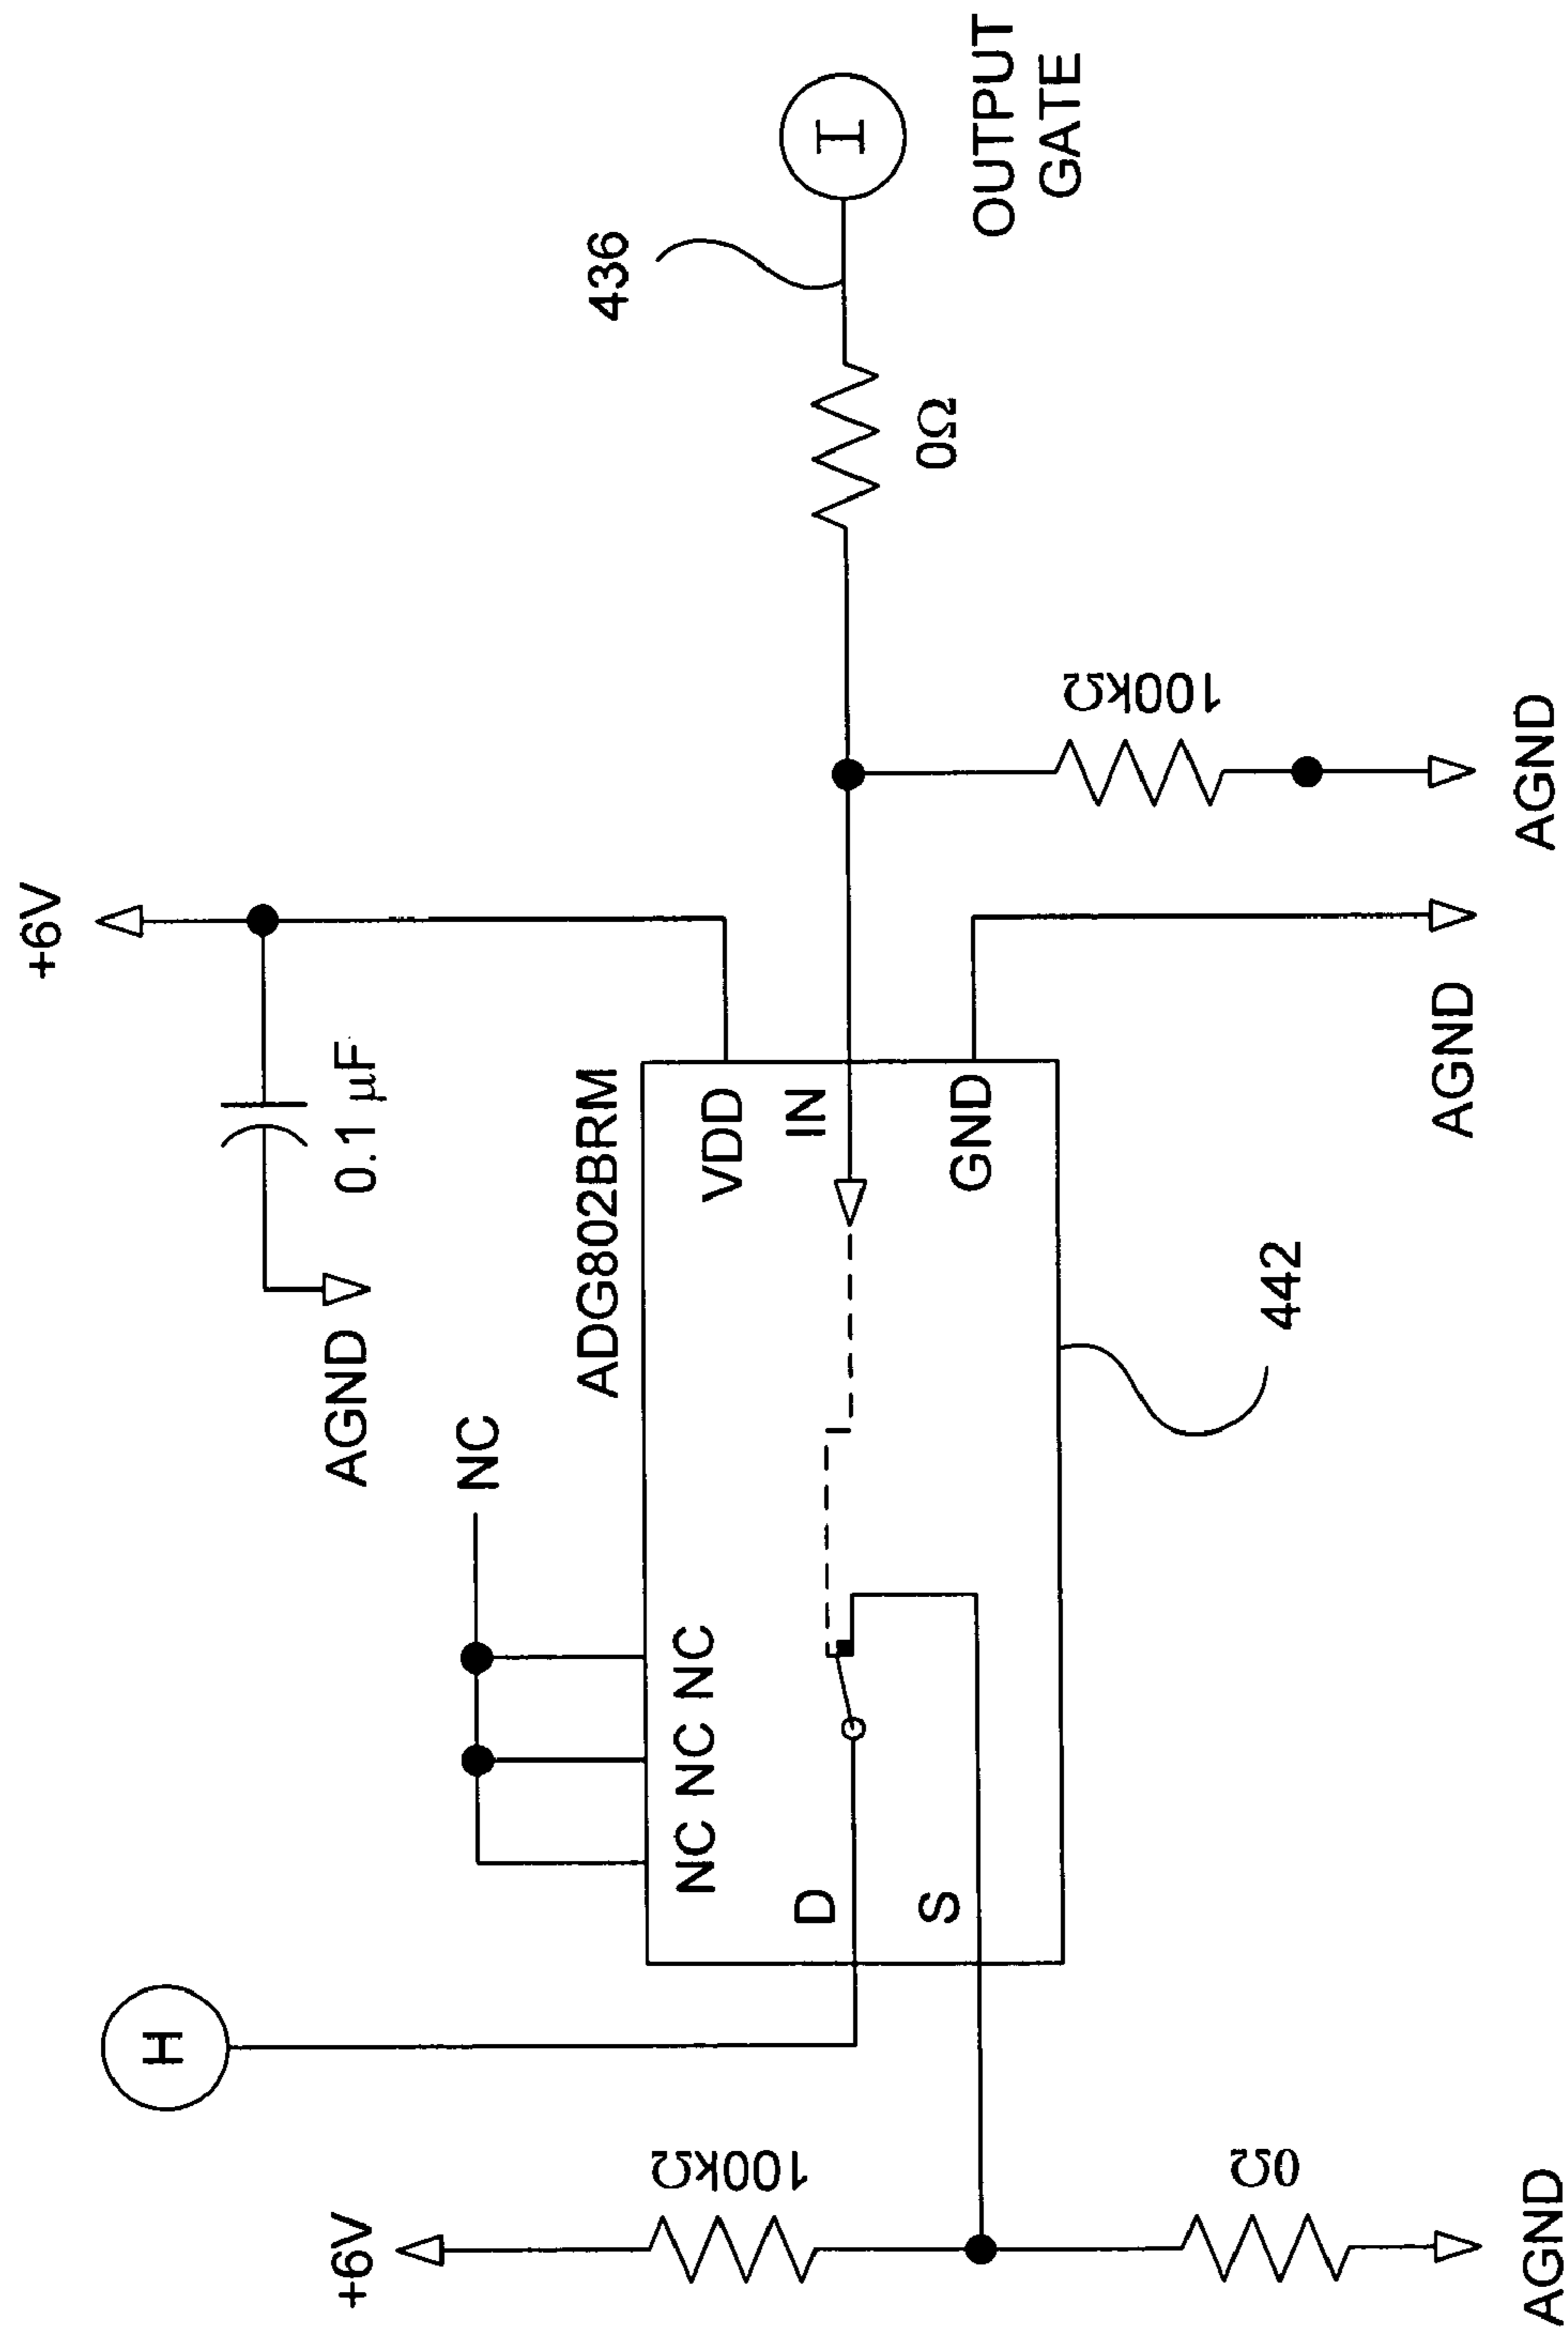 +6V
H
+6V
AGND
0.1 µF
NC
ADG802BRM
436
NC NC NC
100kΩ
VDD
IN
D
I
S
0Ω
GND
OUTPUT
GATE
100kΩ
0Ω
442
AGND
AGND
AGND